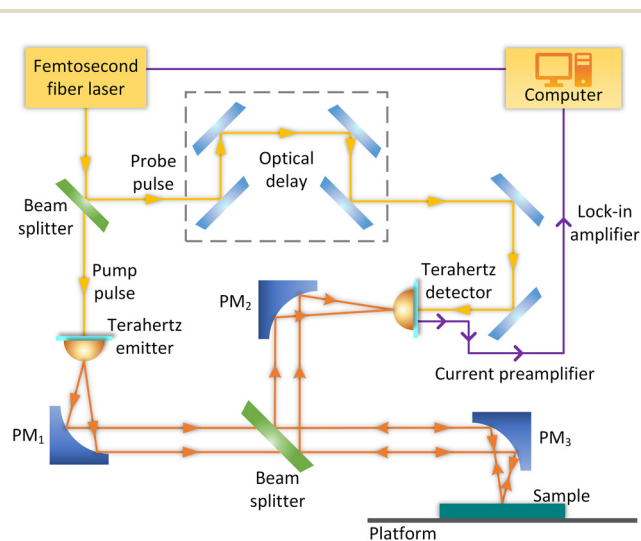 Femtosecond
fiber laser
Computer
Probe
pulse
Optical
delay
Beam
splitter
Lock-in
amplifier
Pump
pulse
Terahertz
detector
PM₂
Terahertz
emitter
Current preamplifier
PM₁
PM₃
Beam
splitter
Sample
Platform